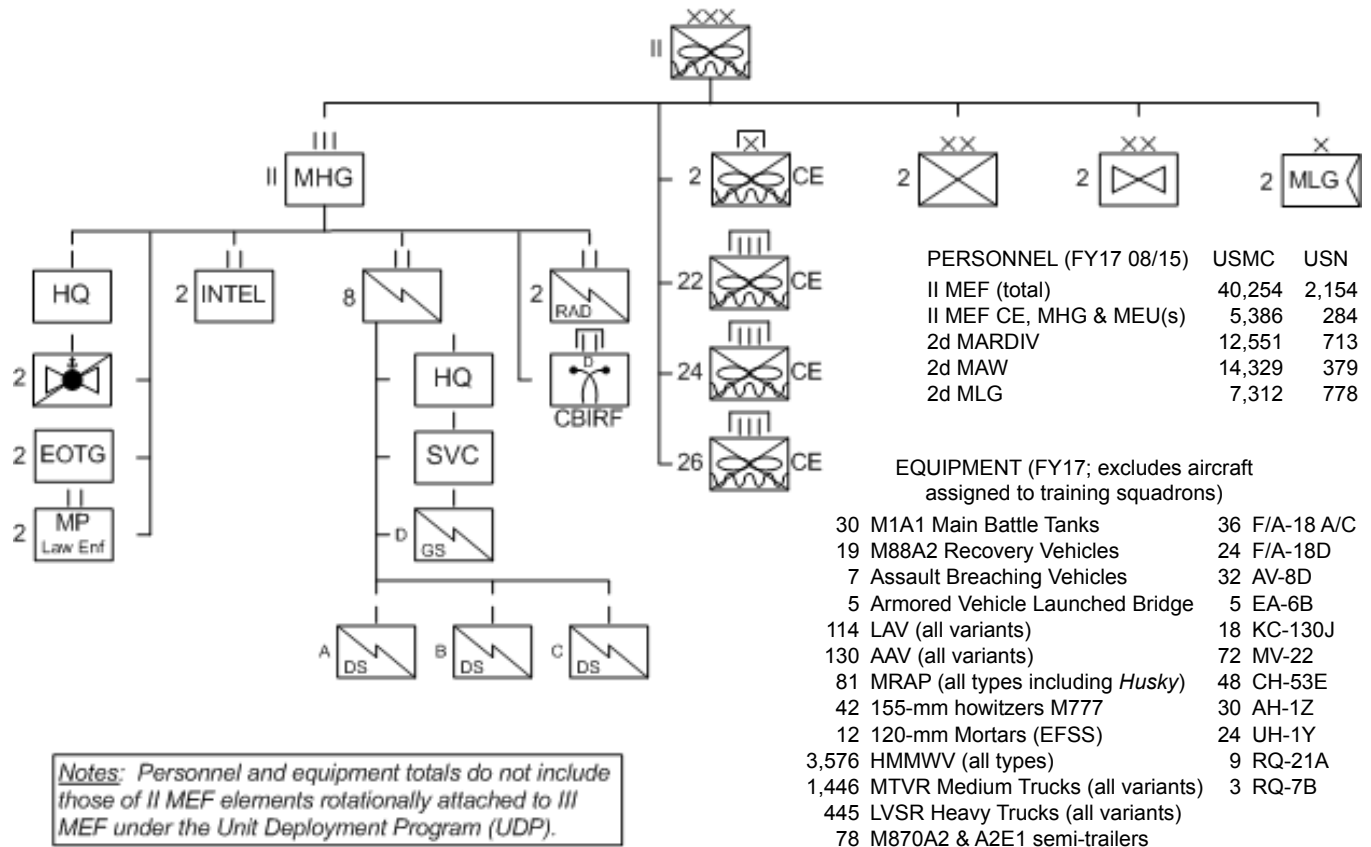 II
II MHG
2 CE
2
2
2 MLG
HQ
2 INTEL
8
2 RAD
22 CE
2
HQ
D
CBIRF
24 CE
2 EOTG
SVC
26 CE
2 MP
Law Enf
D GS
A DS
B DS
C DS
PERSONNEL (FY17 08/15) USMC USN
II MEF (total) 40,254 2,154
II MEF CE, MHG & MEU(s) 5,386 284
2d MARDIV 12,551 713
2d MAW 14,329 379
2d MLG 7,312 778
EQUIPMENT (FY17; excludes aircraft
assigned to training squadrons)
30 M1A1 Main Battle Tanks 36 F/A-18 A/C
19 M88A2 Recovery Vehicles 24 F/A-18D
7 Assault Breaching Vehicles 32 AV-8D
5 Armored Vehicle Launched Bridge 5 EA-6B
114 LAV (all variants) 18 KC-130J
130 AAV (all variants) 72 MV-22
81 MRAP (all types including Husky) 48 CH-53E
42 155-mm howitzers M777 30 AH-1Z
12 120-mm Mortars (EFSS) 24 UH-1Y
3,576 HMMWV (all types) 9 RQ-21A
1,446 MTVR Medium Trucks (all variants) 3 RQ-7B
445 LVSR Heavy Trucks (all variants)
78 M870A2 & A2E1 semi-trailers
Notes: Personnel and equipment totals do not include
those of II MEF elements rotationally attached to III
MEF under the Unit Deployment Program (UDP).